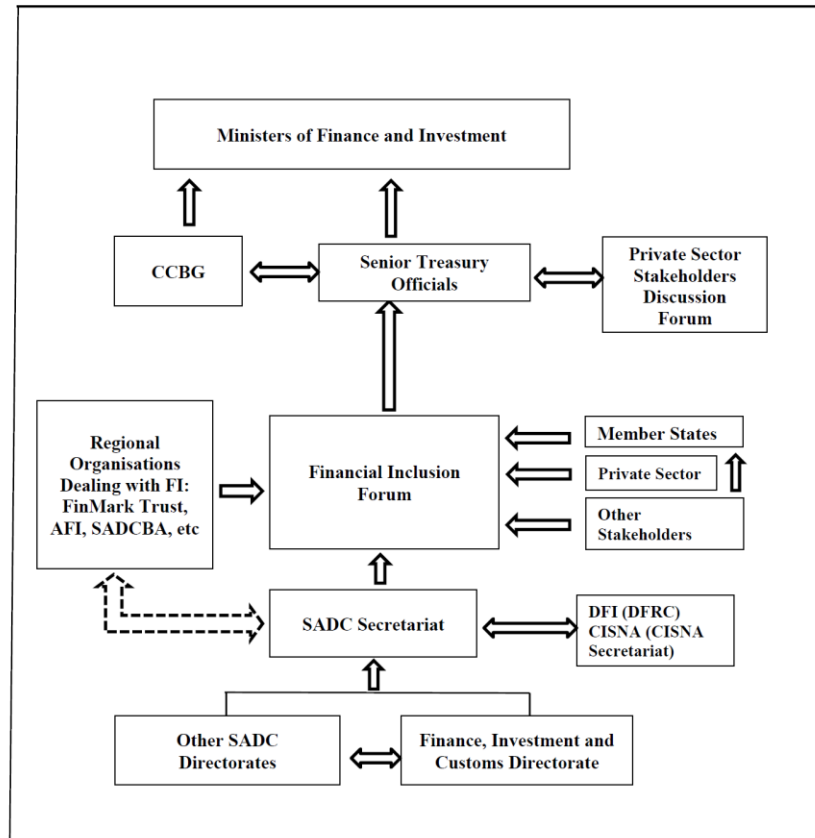 Ministers of Finance and Investment
CCBG
Senior Treasury
Officials
Private Sector
Stakeholders
Discussion
Forum
Regional
Organisations
Dealing with FI:
FinMark Trust,
AFI, SADCBA, etc
Financial Inclusion
Forum
Member States
Private Sector
Other
Stakeholders
SADC Secretariat
DFI (DFRC)
CISNA (CISNA
Secretariat)
Other SADC
Directorates
Finance, Investment and
Customs Directorate